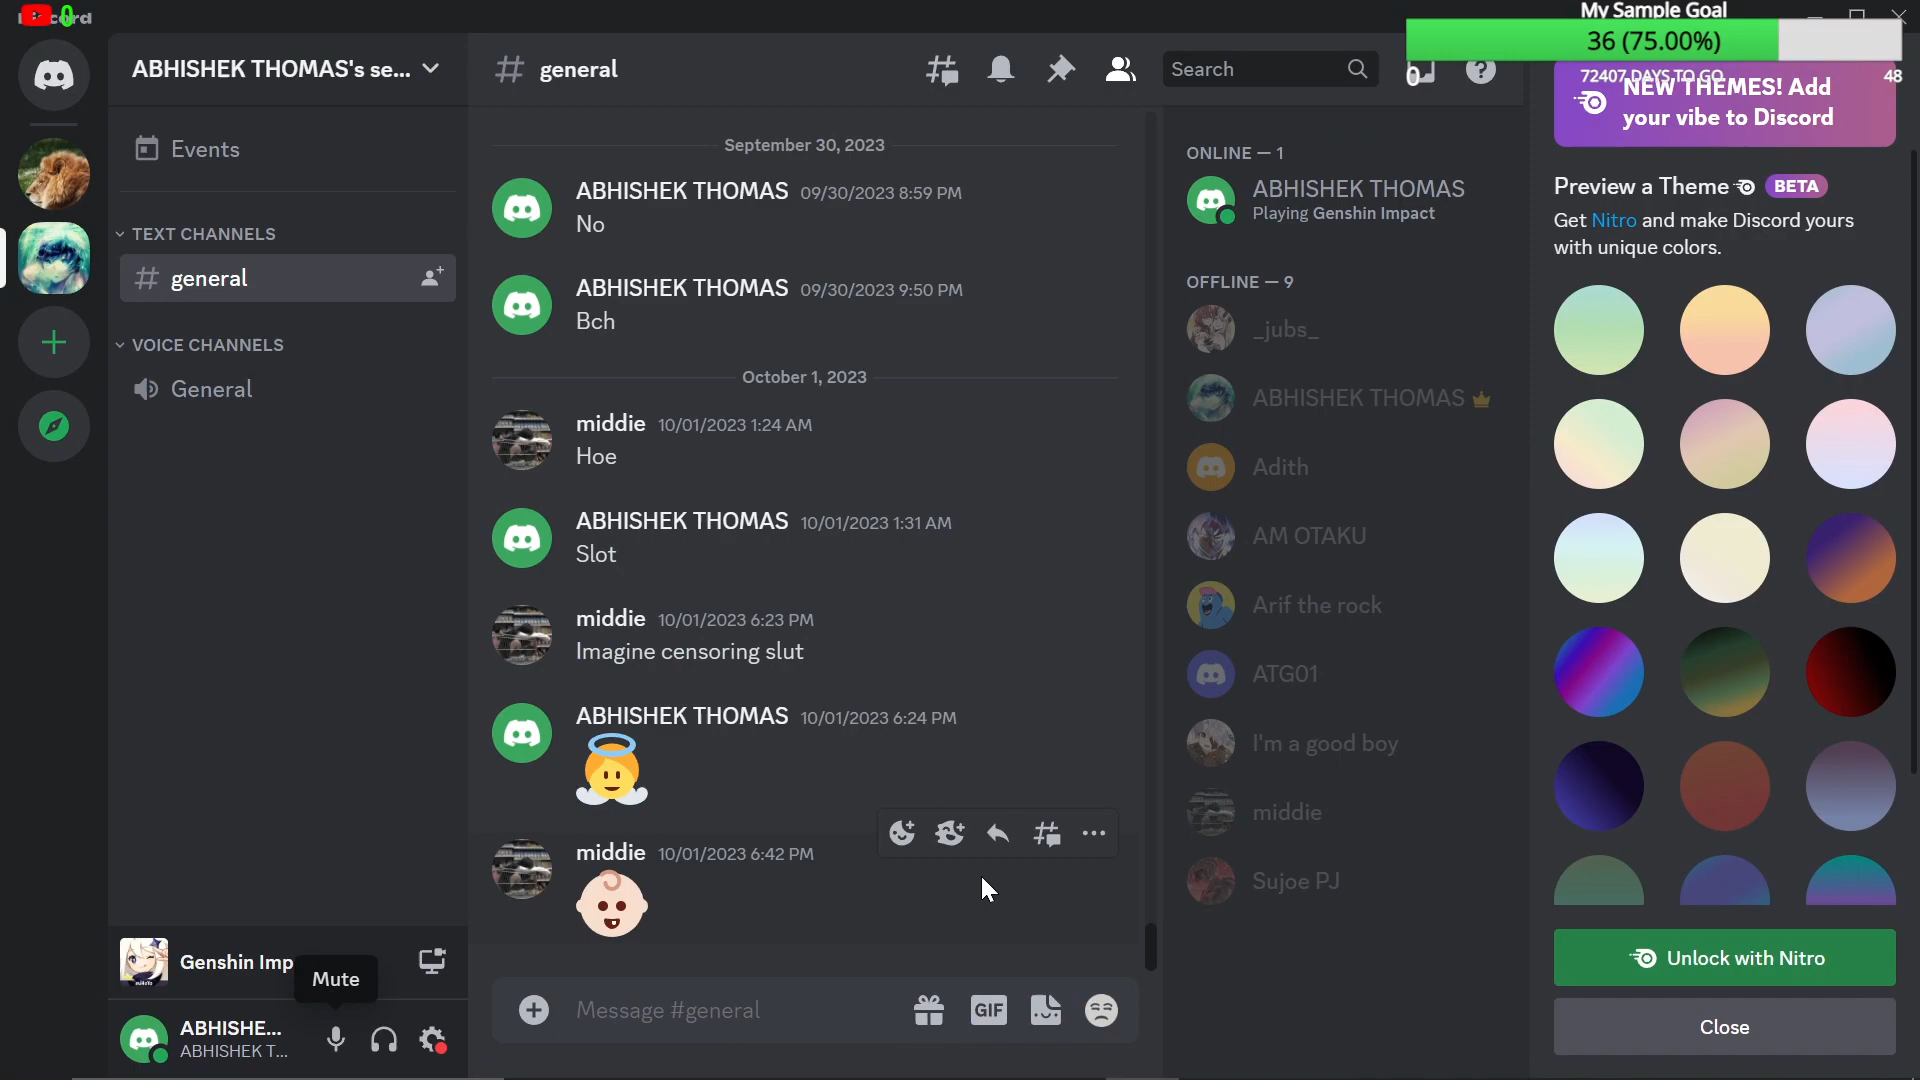 0
My Sample Goal
36 (75.00%)
72407 DAYS TO GO
48
0
ABHISHEK THOMAS's se...
general
Search
Events
TEXT CHANNELS
general
VOICE CHANNELS
General
September 30, 2023
ABHISHEK THOMAS 09/30/2023 8:59 PM
No
ABHISHEK THOMAS 09/30/2023 9:50 PM
Bch
October 1, 2023
middie 10/01/2023 1:24 AM
Hoe
ABHISHEK THOMAS 10/01/2023 1:31 AM
Slot
middie 10/01/2023 6:23 PM
Imagine censoring slut
ABHISHEK THOMAS 10/01/2023 6:24 PM
middie 10/01/2023 6:42 PM
Message #general
GIF
ONLINE — 1
ABHISHEK THOMAS
Playing Genshin Impact
OFFLINE — 9
_jubs_
ABHISHEK THOMAS
Adith
AM OTAKU
Arif the rock
ATG01
I'm a good boy
middie
Sujoe PJ
NEW THEMES! Add
your vibe to Discord
Preview a Theme BETA
Get Nitro and make Discord yours
with unique colors.
Unlock with Nitro
Close
Genshin Imp
Mute
ABHISHE...
ABHISHEK T...